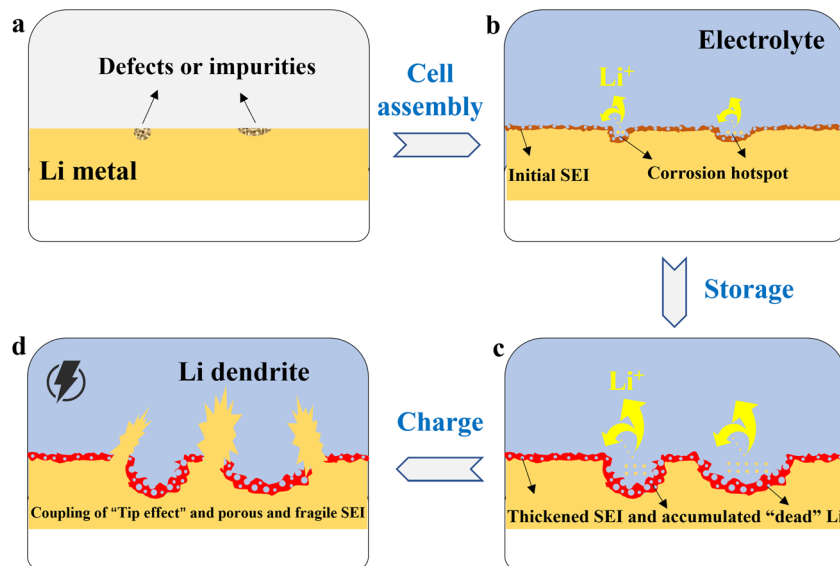 a
Defects or impurities
Li metal
Cell
assembly
b
Electrolyte
Li⁺
Initial SEI
Corrosion hotspot
Storage
c
Li⁺
Thickened SEI and accumulated “dead” Li
Charge
d
Li dendrite
Coupling of “Tip effect” and porous and fragile SEI